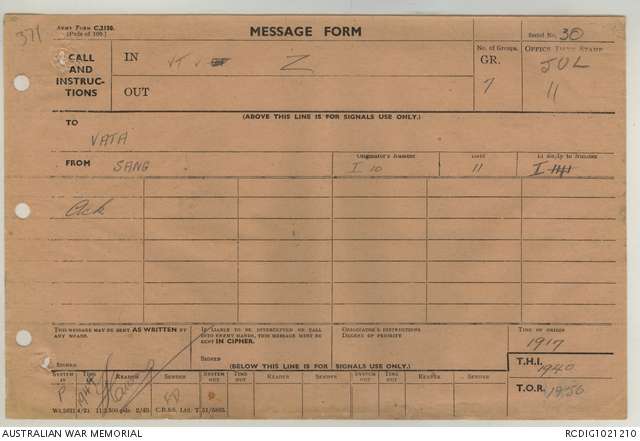 371
ARMY FORM C.2136.
(Pads of 100.)
MESSAGE FORM
Serial No. 30
CALL
AND
INSTRUC-
TIONS
IN VT V Z
No. of Groups.
GR.
7
OFFICE DATE STAMP
JUL
11
OUT
(ABOVE THIS LINE IS FOR SIGNALS USE ONLY.)
TO
VATA
FROM SANG
Originator's Number
I 10
Date
11
In Reply to Number
Ack
THIS MESSAGE MAY BE SENT AS WRITTEN BY
ANY MEANS.
SIGNED
IF LIABLE TO BE INTERCEPTED OR FALL
INTO ENEMY HANDS, THIS MESSAGE MUST BE
SENT IN CIPHER.
SIGNED
ORIGINATOR'S INSTRUCTIONS
DEGREE OF PRIORITY
TIME OF ORIGIN
1917
(BELOW THIS LINE IS FOR SIGNALS USE ONLY.)
T.H.I.
1940
T.O.R. 1956
SYSTEM IN
TIME IN
READER
SENDER
SYSTEM OUT
TIME OUT
READER
SENDER
SYSTEM OUT
TIME OUT
READER
SENDER
P
AUSTRALIAN WAR MEMORIAL
RCDIG1021210